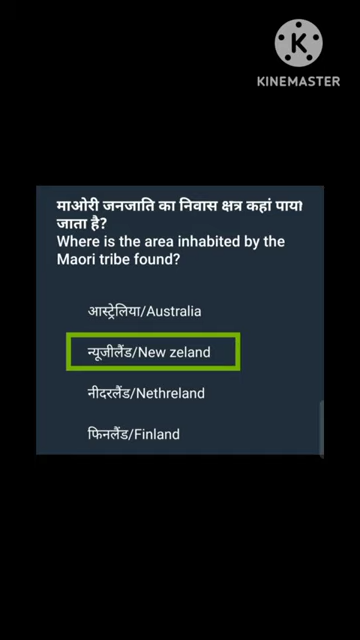 K
KINEMASTER
माओरी जनजाति का निवास क्षत्र कहां पाया
जाता है?
Where is the area inhabited by the
Maori tribe found?
आस्ट्रेलिया/Australia
न्यूजीलैंड/New zeland
नीदरलैंड/Nethreland
फिनलैंड/Finland